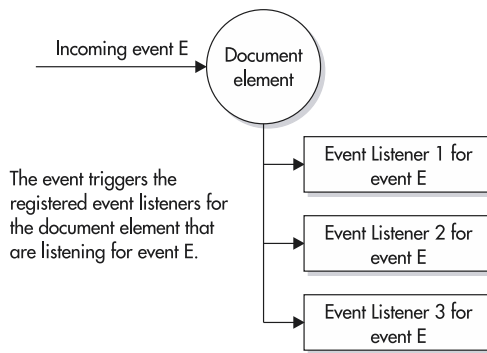 Incoming event E
Document
element
Event Listener 1 for
event E
The event triggers the
registered event listeners for
the document element that
are listening for event E.
Event Listener 2 for
event E
Event Listener 3 for
event E